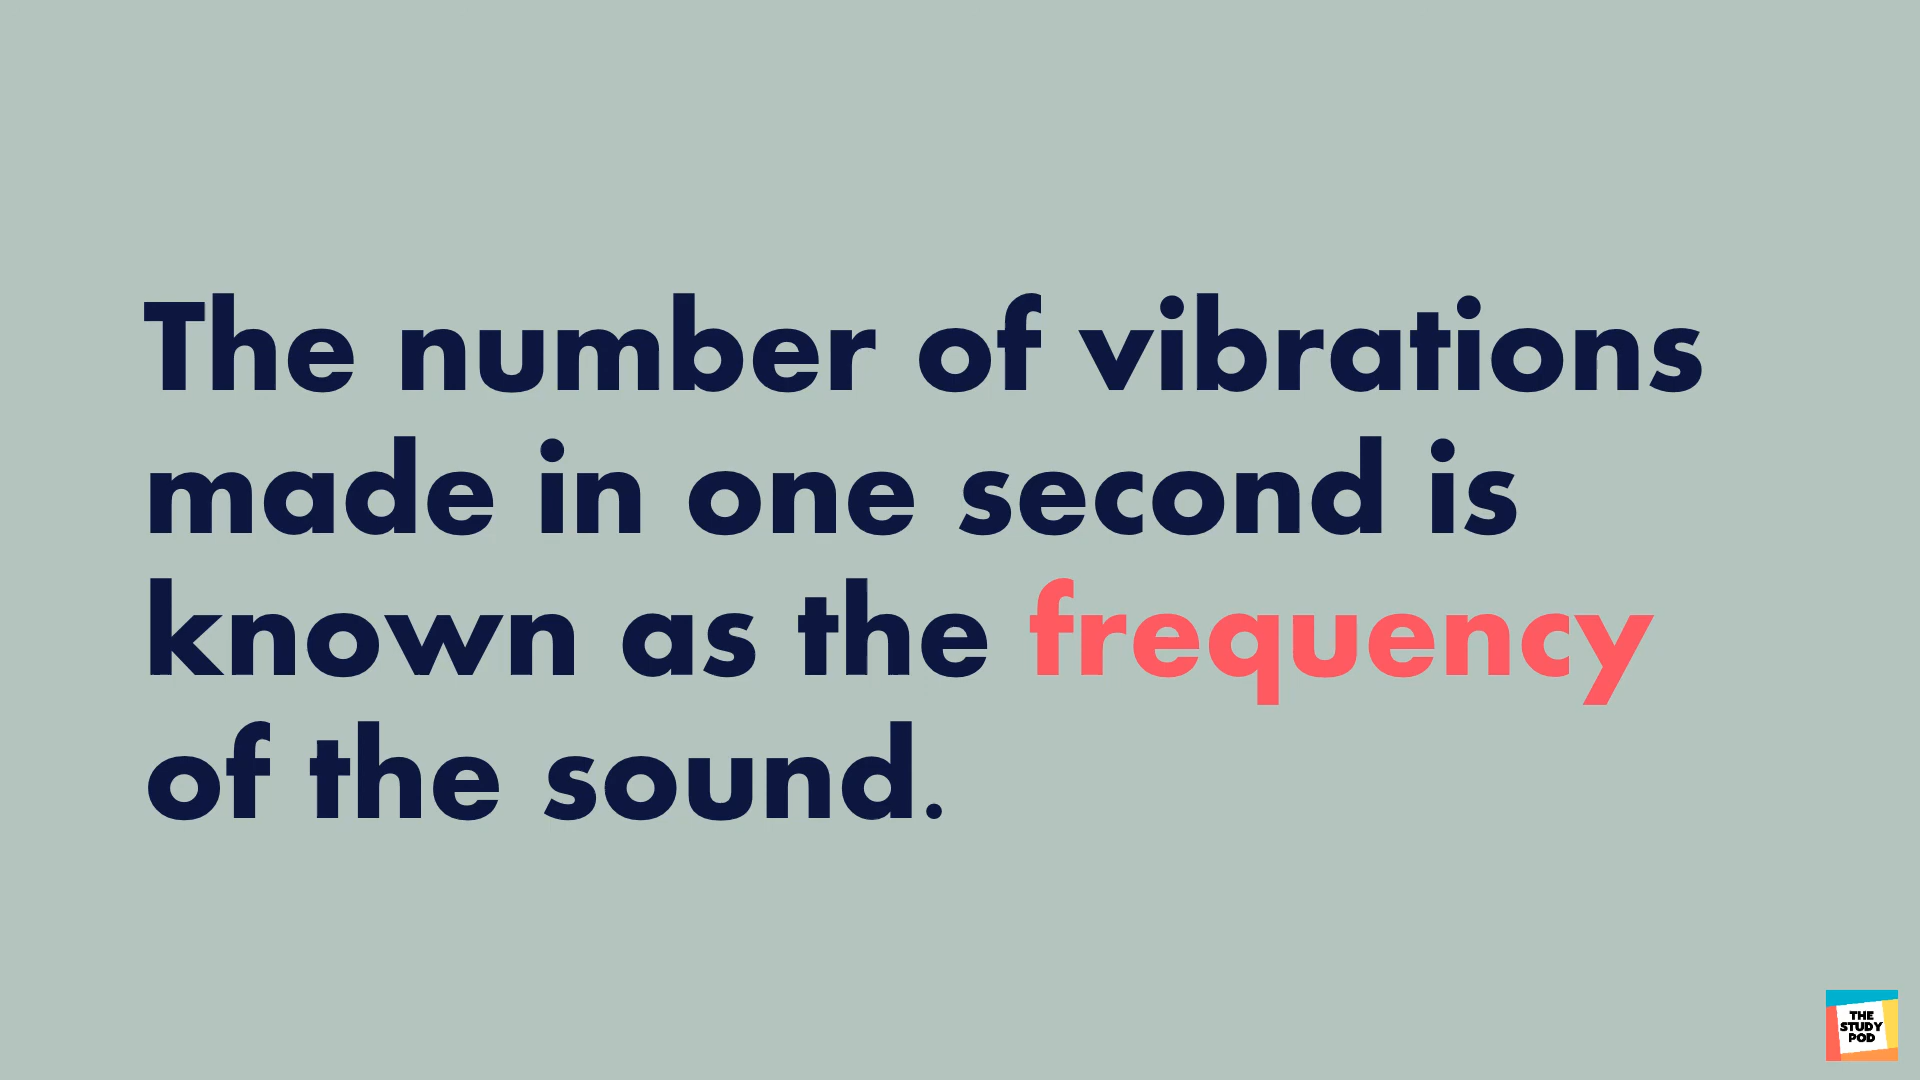 The number of vibrations
made in one second is
known as the frequency
of the sound.
THE
STUDY
POD